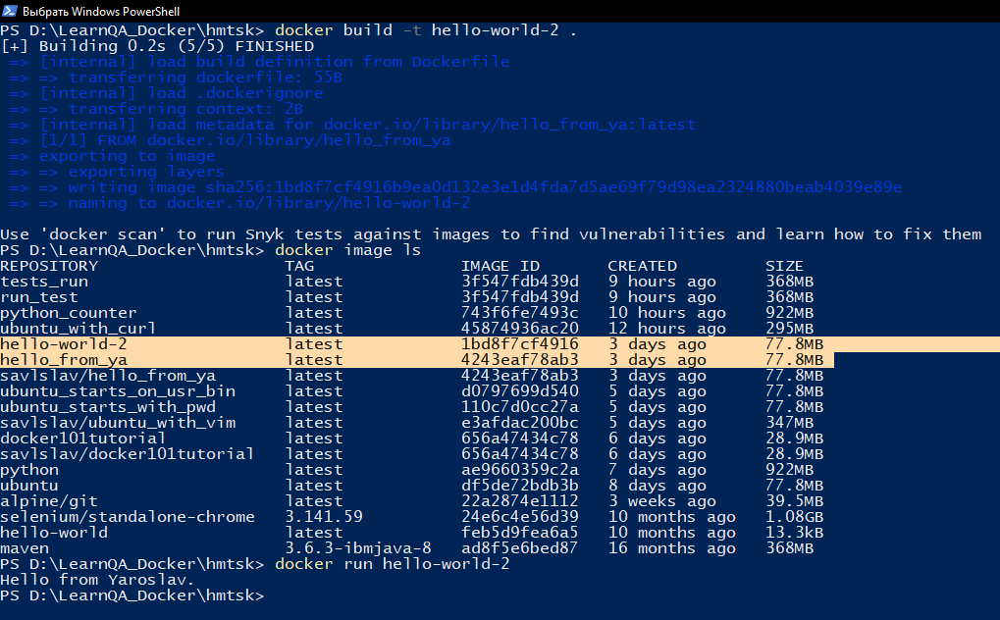 Выбрать Windows PowerShell
PS D:\LearnQA_Docker\hmtsk> docker build -t hello-world-2 .
[+] Building 0.2s (5/5) FINISHED
=> [internal] load build definition from Dockerfile
=> => transferring dockerfile: 55B
=> [internal] load .dockerignore
=> => transferring context: 2B
=> [internal] load metadata for docker.io/library/hello_from_ya:latest
=> [1/1] FROM docker.io/library/hello_from_ya
=> exporting to image
=> => exporting layers
=> => writing image sha256:1bd8f7cf4916b9ea0d132e3e1d4fda7d5ae69f79d98ea2324880beab4039e89e
=> => naming to docker.io/library/hello-world-2
Use 'docker scan' to run Snyk tests against images to find vulnerabilities and learn how to fix them
PS D:\LearnQA_Docker\hmtsk> docker image ls
REPOSITORY TAG IMAGE ID CREATED SIZE
tests_run latest 3f547fdb439d 9 hours ago 368MB
run_test latest 3f547fdb439d 9 hours ago 368MB
python_counter latest 743f6fe7493c 10 hours ago 922MB
ubuntu_with_curl latest 45874936ac20 12 hours ago 295MB
hello-world-2 latest 1bd8f7cf4916 3 days ago 77.8MB
hello_from_ya latest 4243eaf78ab3 3 days ago 77.8MB
savlslav/hello_from_ya latest 4243eaf78ab3 3 days ago 77.8MB
ubuntu_starts_on_usr_bin latest d0797699d540 5 days ago 77.8MB
ubuntu_starts_with_pwd latest 110c7d0cc27a 5 days ago 77.8MB
savlslav/ubuntu_with_vim latest e3afdac200bc 5 days ago 347MB
docker101tutorial latest 656a47434c78 6 days ago 28.9MB
savlslav/docker101tutorial latest 656a47434c78 6 days ago 28.9MB
python latest ae9660359c2a 7 days ago 922MB
ubuntu latest df5de72bdb3b 8 days ago 77.8MB
alpine/git latest 22a2874e1112 3 weeks ago 39.5MB
selenium/standalone-chrome 3.141.59 24e6c4e56d39 10 months ago 1.08GB
hello-world latest feb5d9fea6a5 10 months ago 13.3kB
maven 3.6.3-ibmjava-8 ad8f5e6bed87 16 months ago 368MB
PS D:\LearnQA_Docker\hmtsk> docker run hello-world-2
Hello from Yaroslav.
PS D:\LearnQA_Docker\hmtsk>